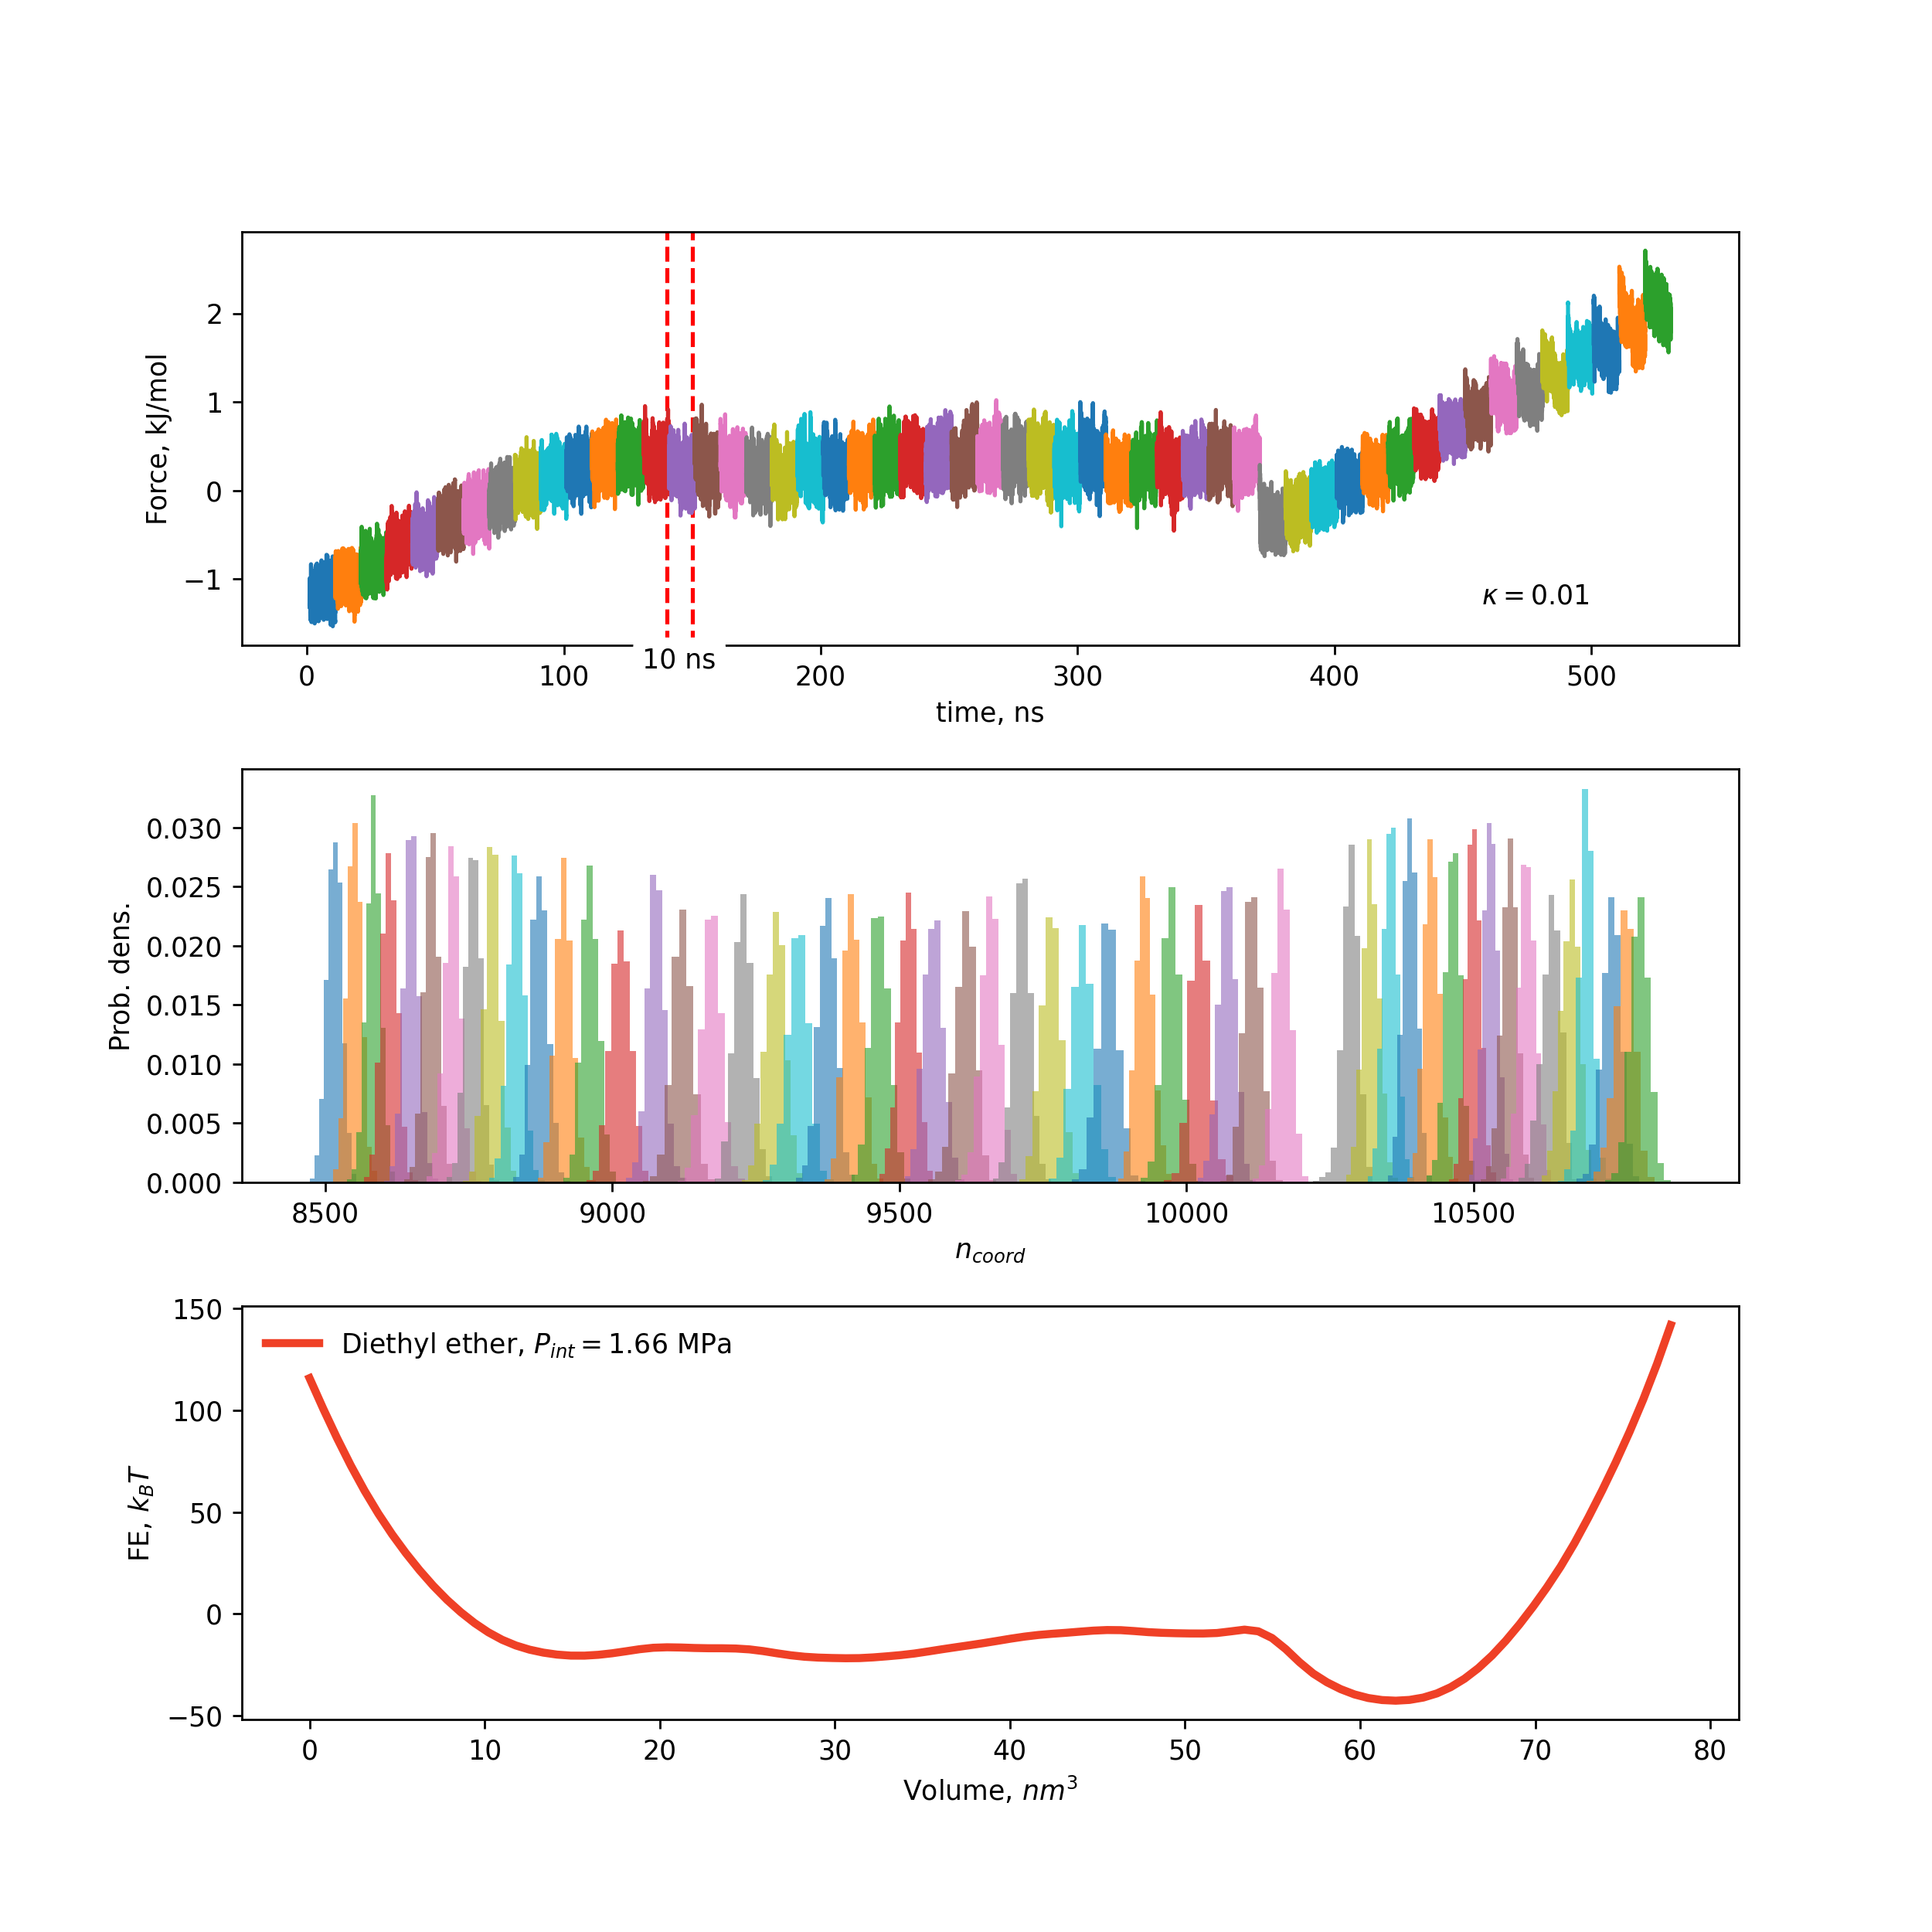 2
1
0
−1
Force, kJ/mol
κ = 0.01
10 ns
0 100 200 300 400 500
time, ns
0.030
0.025
0.020
0.015
0.010
0.005
0.000
Prob. dens.
8500 9000 9500 10000 10500
n_coord
150
100
50
0
−50
FE, k_B T
Diethyl ether, P_int = 1.66 MPa
0 10 20 30 40 50 60 70 80
Volume, nm³